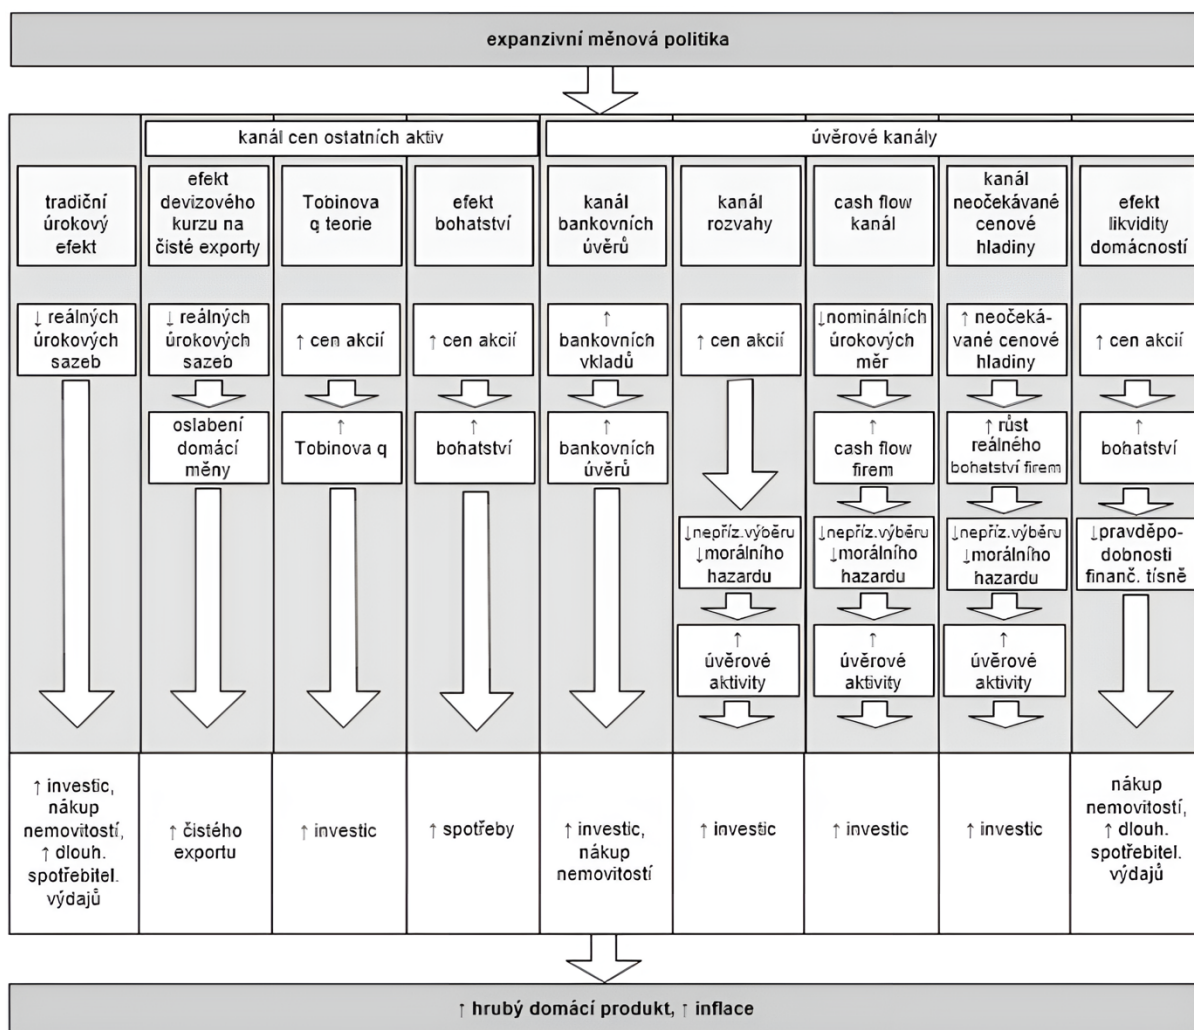 expanzivní měnová politika
kanál cen ostatních aktiv
úvěrové kanály
tradiční
úrokový
efekt
efekt
devizového
kurzu na
čisté exporty
Tobinova
q teorie
efekt
bohatství
kanál
bankovních
úvěrů
kanál
rozvahy
cash flow
kanál
kanál
neočekávané
cenové
hladiny
efekt
likvidity
domácností
↓ reálných
úrokových
sazeb
↓ reálných
úrokových
sazeb
↑ cen akcií
↑ cen akcií
↑
bankovních
vkladů
↑ cen akcií
↓nominálních
úrokových
měr
↑ neočeká-
vané cenové
hladiny
↑ cen akcií
oslabení
domácí
měny
↑
Tobinova q
↑
bohatství
↑
bankovních
úvěrů
↑
cash flow
firem
↑ růst
reálného
bohatství firem
↑
bohatství
↓nepříz.výběru
↓morálního
hazardu
↓nepříz.výběru
↓morálního
hazardu
↓nepříz.výběru
↓morálního
hazardu
↓pravděpo-
dobnosti
finanč. tísně
↑
úvěrové
aktivity
↑
úvěrové
aktivity
↑
úvěrové
aktivity
↑ investic,
nákup
nemovitostí,
↑ dlouh.
spotřebitel.
výdajů
↑ čistého
exportu
↑ investic
↑ spotřeby
↑ investic,
nákup
nemovitostí
↑ investic
↑ investic
↑ investic
nákup
nemovitostí,
↑ dlouh.
spotřebitel.
výdajů
↑ hrubý domácí produkt, ↑ inflace